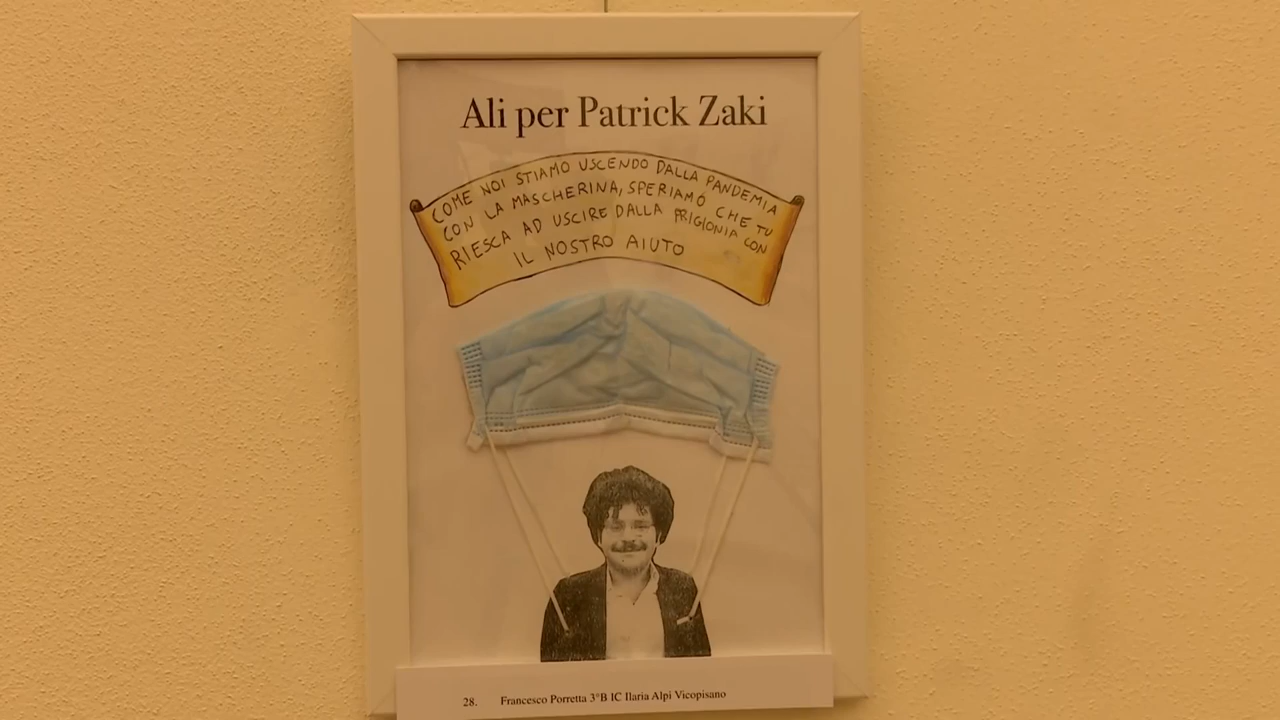 Ali per Patrick Zaki
COME NOI STIAMO USCENDO DALLA PANDEMIA
CON LA MASCHERINA, SPERIAMO CHE TU
RIESCA AD USCIRE DALLA PRIGIONIA CON
IL NOSTRO AIUTO
28. Francesco Porretta 3°B IC Ilaria Alpi Vicopisano